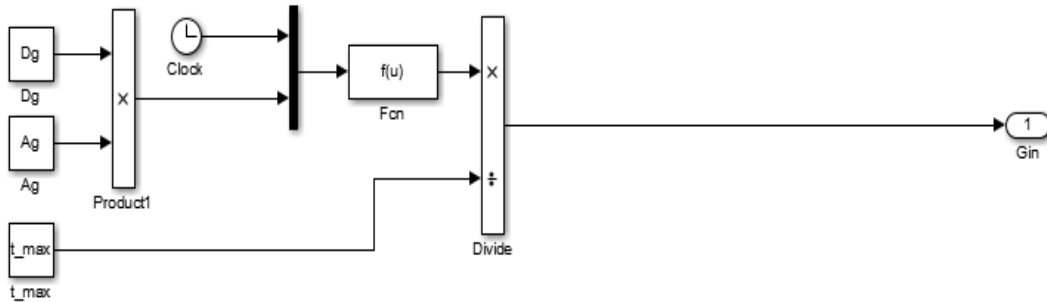 Dg
Dg
Ag
Ag
×
Product1
Clock
f(u)
Fcn
×
÷
Divide
t_max
t_max
1
Gin